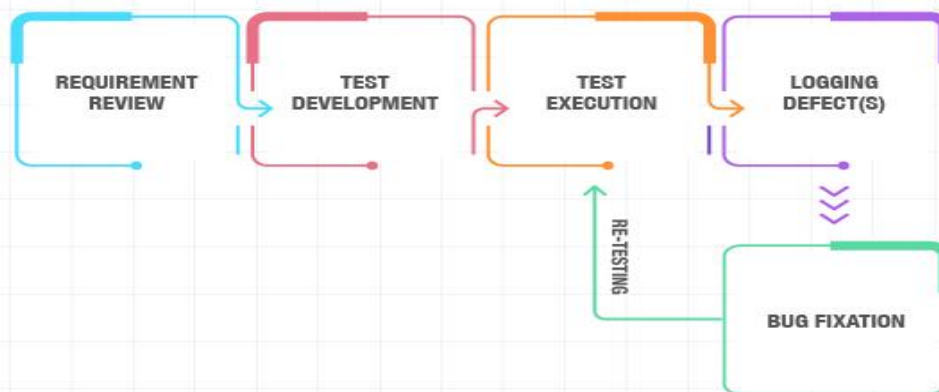 REQUIREMENT
REVIEW
TEST
DEVELOPMENT
TEST
EXECUTION
LOGGING
DEFECT(S)
RE-TESTING
BUG FIXATION